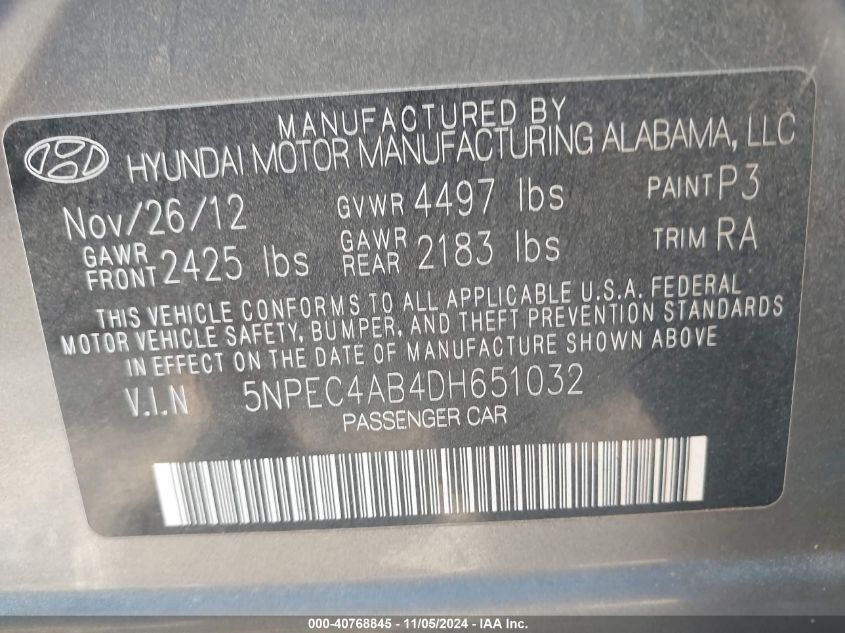 MANUFACTURED BY
HYUNDAI MOTOR MANUFACTURING ALABAMA, LLC
Nov/26/12 GVWR 4497 lbs PAINT P3
GAWR FRONT 2425 lbs GAWR REAR 2183 lbs TRIM RA
THIS VEHICLE CONFORMS TO ALL APPLICABLE U.S.A. FEDERAL
MOTOR VEHICLE SAFETY, BUMPER, AND THEFT PREVENTION STANDARDS
IN EFFECT ON THE DATE OF MANUFACTURE SHOWN ABOVE
V.I.N 5NPEC4AB4DH651032
PASSENGER CAR
000-40768845 - 11/05/2024 - IAA Inc.